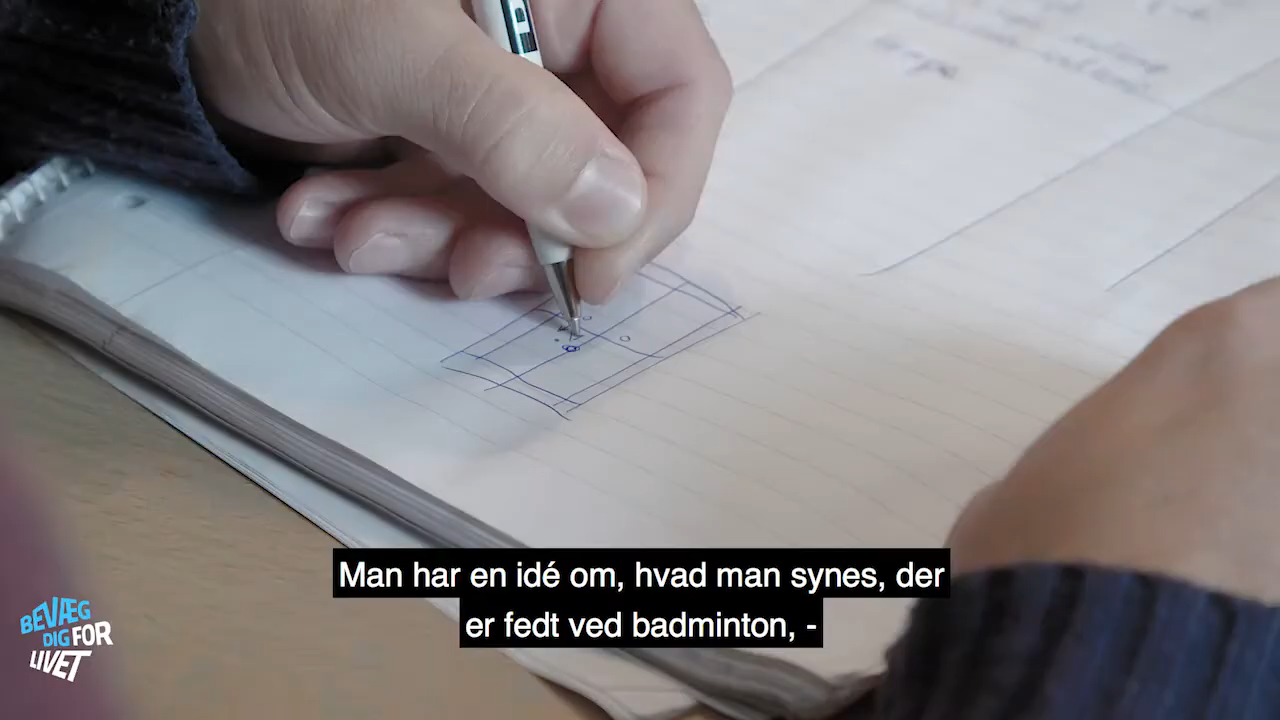 Man har en idé om, hvad man synes, der
er fedt ved badminton, -
BEVÆG
DIG FOR
LIVET